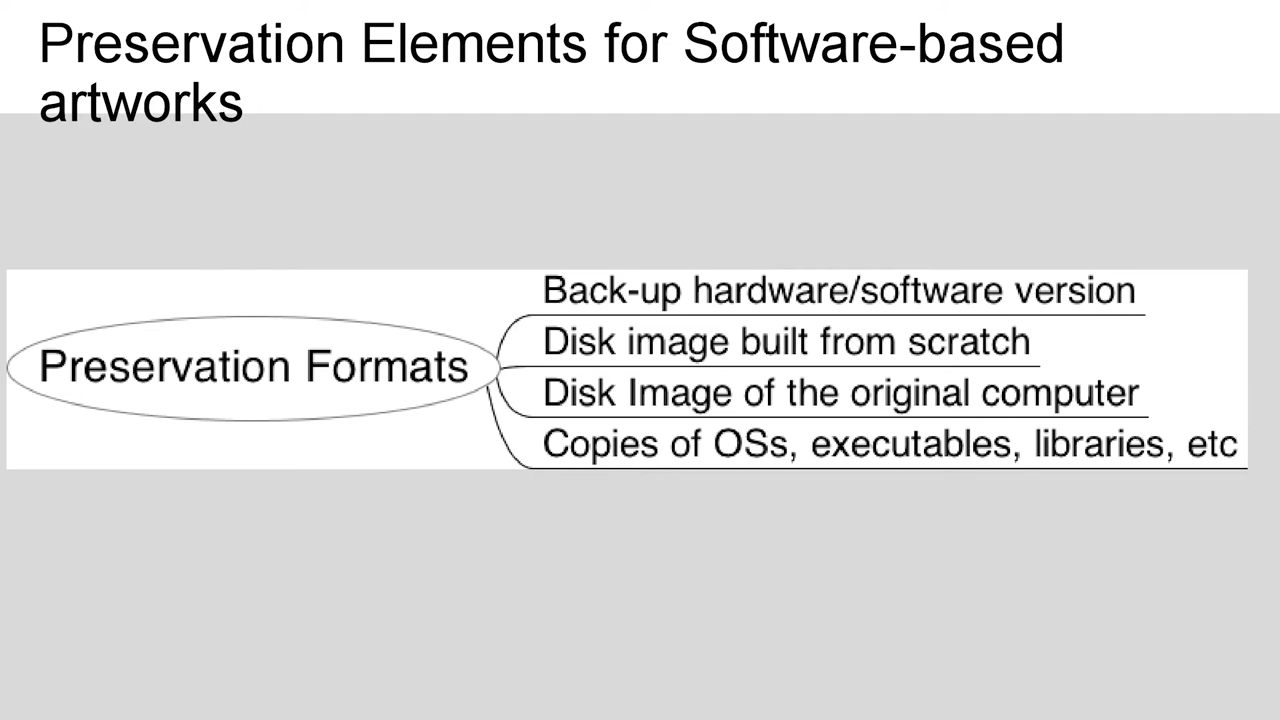 Preservation Elements for Software-based
artworks
Preservation Formats
Back-up hardware/software version
Disk image built from scratch
Disk Image of the original computer
Copies of OSs, executables, libraries, etc